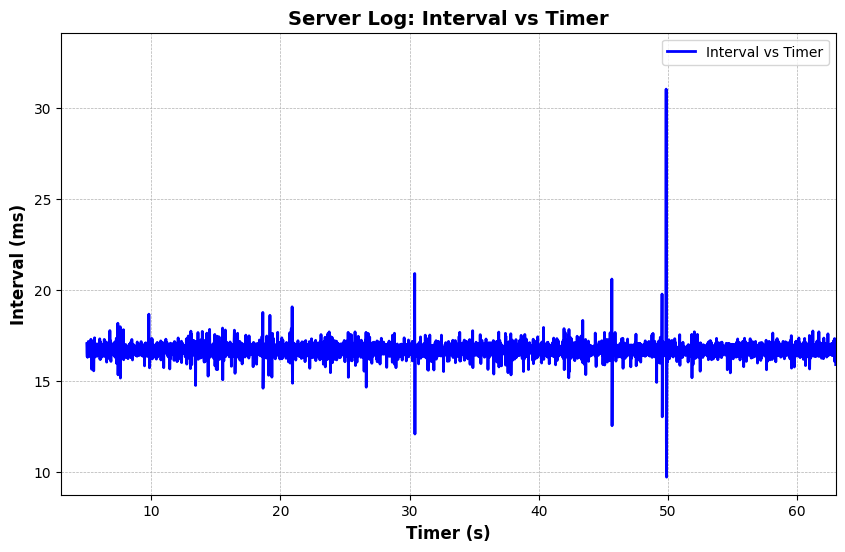 Server Log: Interval vs Timer
Interval vs Timer
30
25
20
15
10
Interval (ms)
10 20 30 40 50 60
Timer (s)